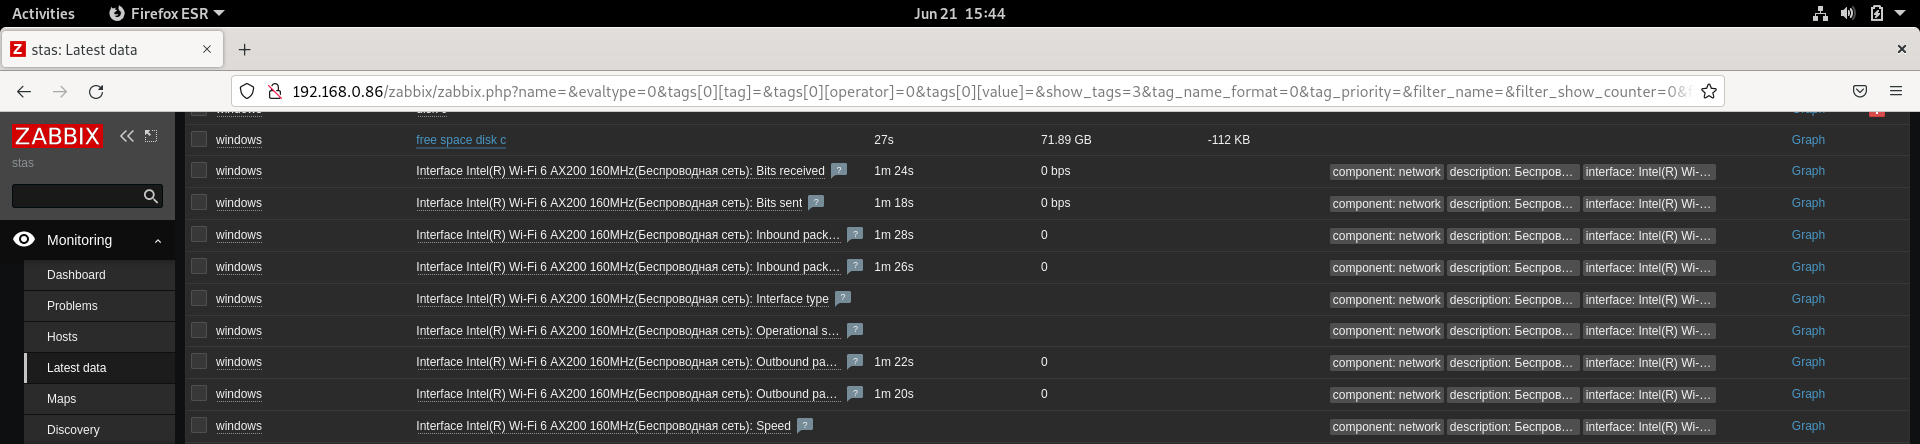 Activities Firefox ESR Jun 21 15:44
Z stas: Latest data
192.168.0.86/zabbix/zabbix.php?name=&evaltype=0&tags[0][tag]=&tags[0][operator]=0&tags[0][value]=&show_tags=3&tag_name_format=0&tag_priority=&filter_name=&filter_show_counter=0&
ZABBIX
stas
Monitoring
Dashboard
Problems
Hosts
Latest data
Maps
Discovery
Graph
windows free space disk c 27s 71.89 GB -112 KB Graph
windows Interface Intel(R) Wi-Fi 6 AX200 160MHz(Беспроводная сеть): Bits received ? 1m 24s 0 bps component: network description: Беспров... interface: Intel(R) Wi-... Graph
windows Interface Intel(R) Wi-Fi 6 AX200 160MHz(Беспроводная сеть): Bits sent ? 1m 18s 0 bps component: network description: Беспров... interface: Intel(R) Wi-... Graph
windows Interface Intel(R) Wi-Fi 6 AX200 160MHz(Беспроводная сеть): Inbound pack... ? 1m 28s 0 component: network description: Беспров... interface: Intel(R) Wi-... Graph
windows Interface Intel(R) Wi-Fi 6 AX200 160MHz(Беспроводная сеть): Inbound pack... ? 1m 26s 0 component: network description: Беспров... interface: Intel(R) Wi-... Graph
windows Interface Intel(R) Wi-Fi 6 AX200 160MHz(Беспроводная сеть): Interface type ? component: network description: Беспров... interface: Intel(R) Wi-... Graph
windows Interface Intel(R) Wi-Fi 6 AX200 160MHz(Беспроводная сеть): Operational s... ? component: network description: Беспров... interface: Intel(R) Wi-... Graph
windows Interface Intel(R) Wi-Fi 6 AX200 160MHz(Беспроводная сеть): Outbound pa... ? 1m 22s 0 component: network description: Беспров... interface: Intel(R) Wi-... Graph
windows Interface Intel(R) Wi-Fi 6 AX200 160MHz(Беспроводная сеть): Outbound pa... ? 1m 20s 0 component: network description: Беспров... interface: Intel(R) Wi-... Graph
windows Interface Intel(R) Wi-Fi 6 AX200 160MHz(Беспроводная сеть): Speed ? component: network description: Беспров... interface: Intel(R) Wi-... Graph